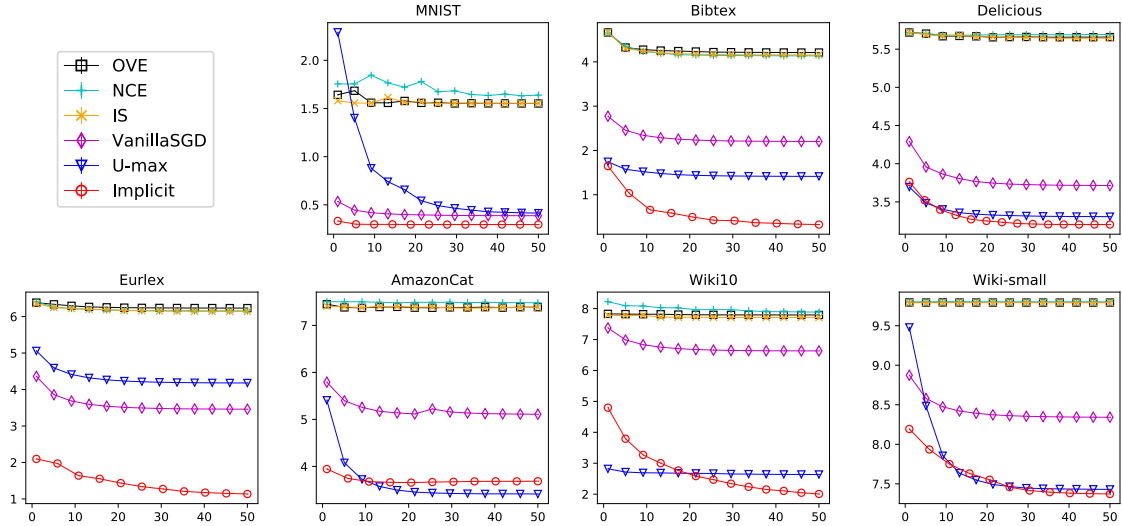 OVE
NCE
IS
VanillaSGD
U-max
Implicit
MNIST
2.0
1.5
1.0
0.5
0 10 20 30 40 50
Bibtex
4
3
2
1
0 10 20 30 40 50
Delicious
5.5
5.0
4.5
4.0
3.5
0 10 20 30 40 50
Eurlex
6
5
4
3
2
1
0 10 20 30 40 50
AmazonCat
7
6
5
4
0 10 20 30 40 50
Wiki10
8
7
6
5
4
3
2
0 10 20 30 40 50
Wiki-small
9.5
9.0
8.5
8.0
7.5
0 10 20 30 40 50